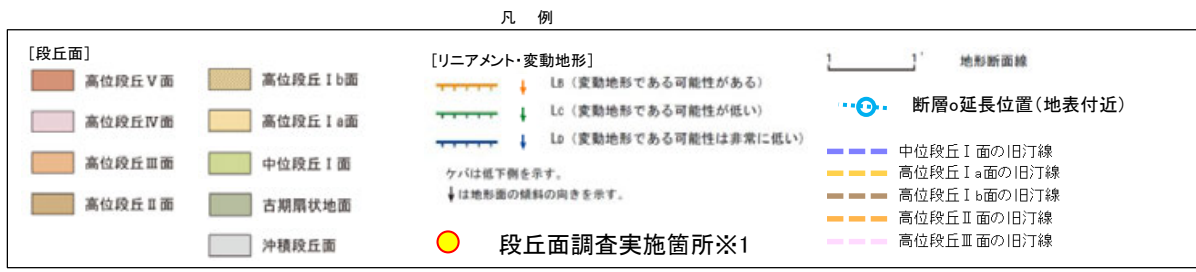 凡 例
[段丘面]
高位段丘Ⅴ面
高位段丘Ⅳ面
高位段丘Ⅲ面
高位段丘Ⅱ面
高位段丘Ⅰb面
高位段丘Ⅰa面
中位段丘Ⅰ面
古期扇状地面
沖積段丘面
[リニアメント・変動地形]
LB (変動地形である可能性がある)
LC (変動地形である可能性が低い)
LD (変動地形である可能性は非常に低い)
ケバは低下側を示す。
↓は地形面の傾斜の向きを示す。
段丘面調査実施箇所※1
1 1' 地形断面線
断層o延長位置(地表付近)
中位段丘Ⅰ面の旧汀線
高位段丘Ⅰa面の旧汀線
高位段丘Ⅰb面の旧汀線
高位段丘Ⅱ面の旧汀線
高位段丘Ⅲ面の旧汀線